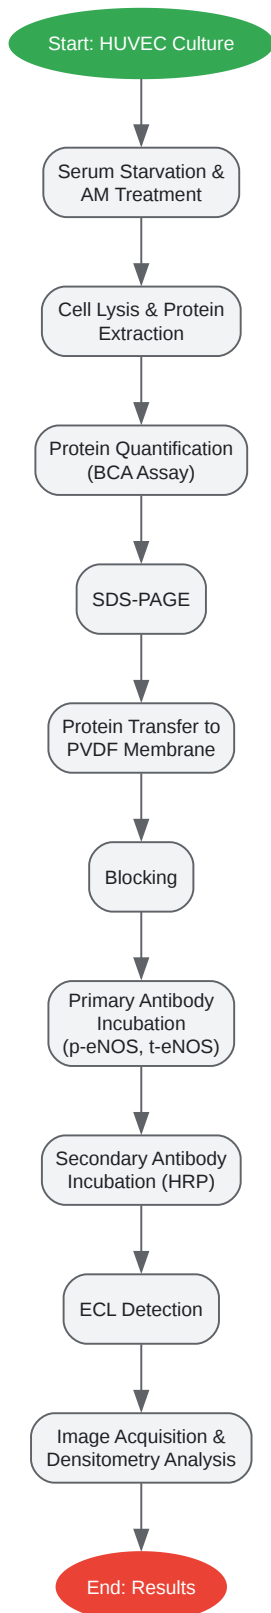 Start: HUVEC Culture
Serum Starvation &
AM Treatment
Cell Lysis & Protein
Extraction
Protein Quantification
(BCA Assay)
SDS-PAGE
Protein Transfer to
PVDF Membrane
Blocking
Primary Antibody
Incubation
(p-eNOS, t-eNOS)
Secondary Antibody
Incubation (HRP)
ECL Detection
Image Acquisition &
Densitometry Analysis
End: Results